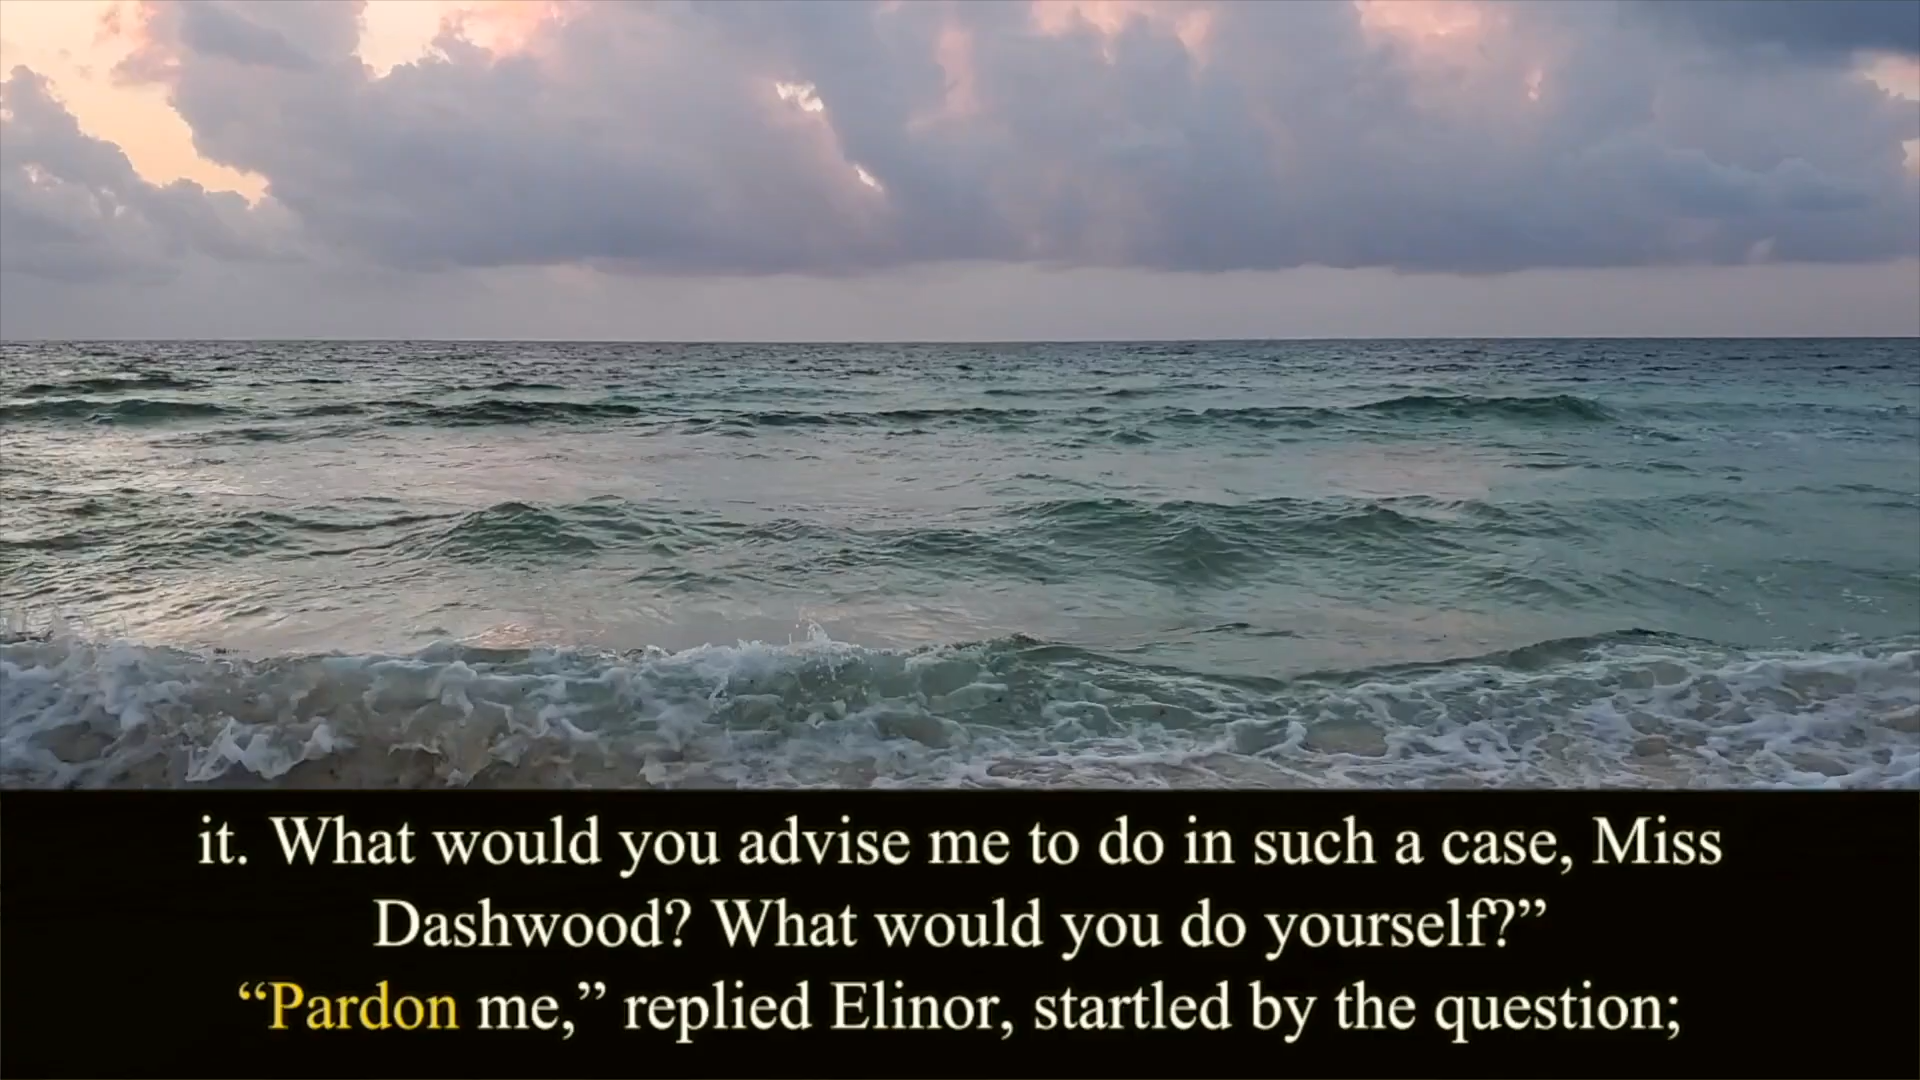 it. What would you advise me to do in such a case, Miss
Dashwood? What would you do yourself?”
“Pardon me,” replied Elinor, startled by the question;